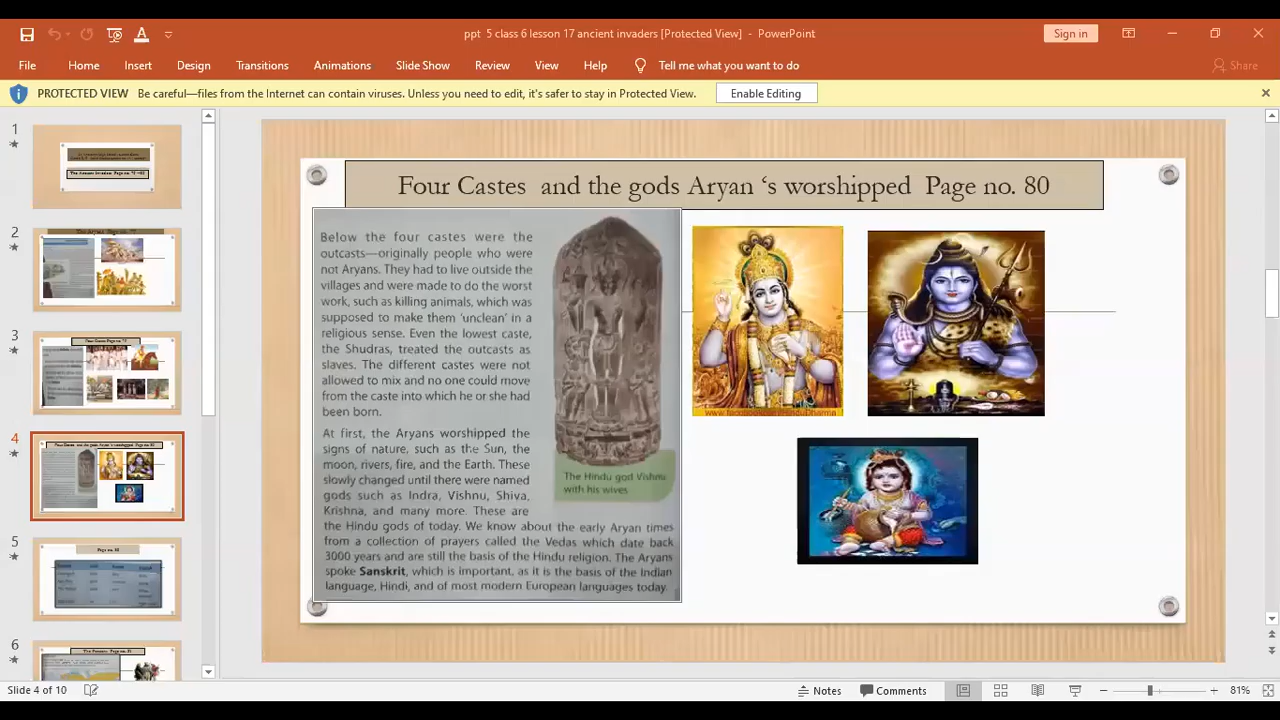 ppt 5 class 6 lesson 17 ancient invaders [Protected View] - PowerPoint
Sign in
File Home Insert Design Transitions Animations Slide Show Review View Help Tell me what you want to do Share
PROTECTED VIEW Be careful—files from the Internet can contain viruses. Unless you need to edit, it's safer to stay in Protected View. Enable Editing
1
2
3
4
5
6
Four Castes and the gods Aryan ‘s worshipped Page no. 80
Below the four castes were the
outcasts—originally people who were
not Aryans. They had to live outside the
villages and were made to do the worst
work, such as killing animals, which was
supposed to make them 'unclean' in a
religious sense. Even the lowest caste,
the Shudras, treated the outcasts as
slaves. The different castes were not
allowed to mix and no one could move
from the caste into which he or she had
been born.
At first, the Aryans worshipped the
signs of nature, such as the Sun, the
moon, rivers, fire, and the Earth. These
slowly changed until there were named
gods such as Indra, Vishnu, Shiva,
Krishna, and many more. These are
the Hindu gods of today. We know about the early Aryan times
from a collection of prayers called the Vedas which date back
3000 years and are still the basis of the Hindu religion. The Aryans
spoke Sanskrit, which is important, as it is the basis of the Indian
language, Hindi, and of most modern European languages today.
The Hindu god Vishnu
with his wives
Slide 4 of 10
Notes Comments 81%